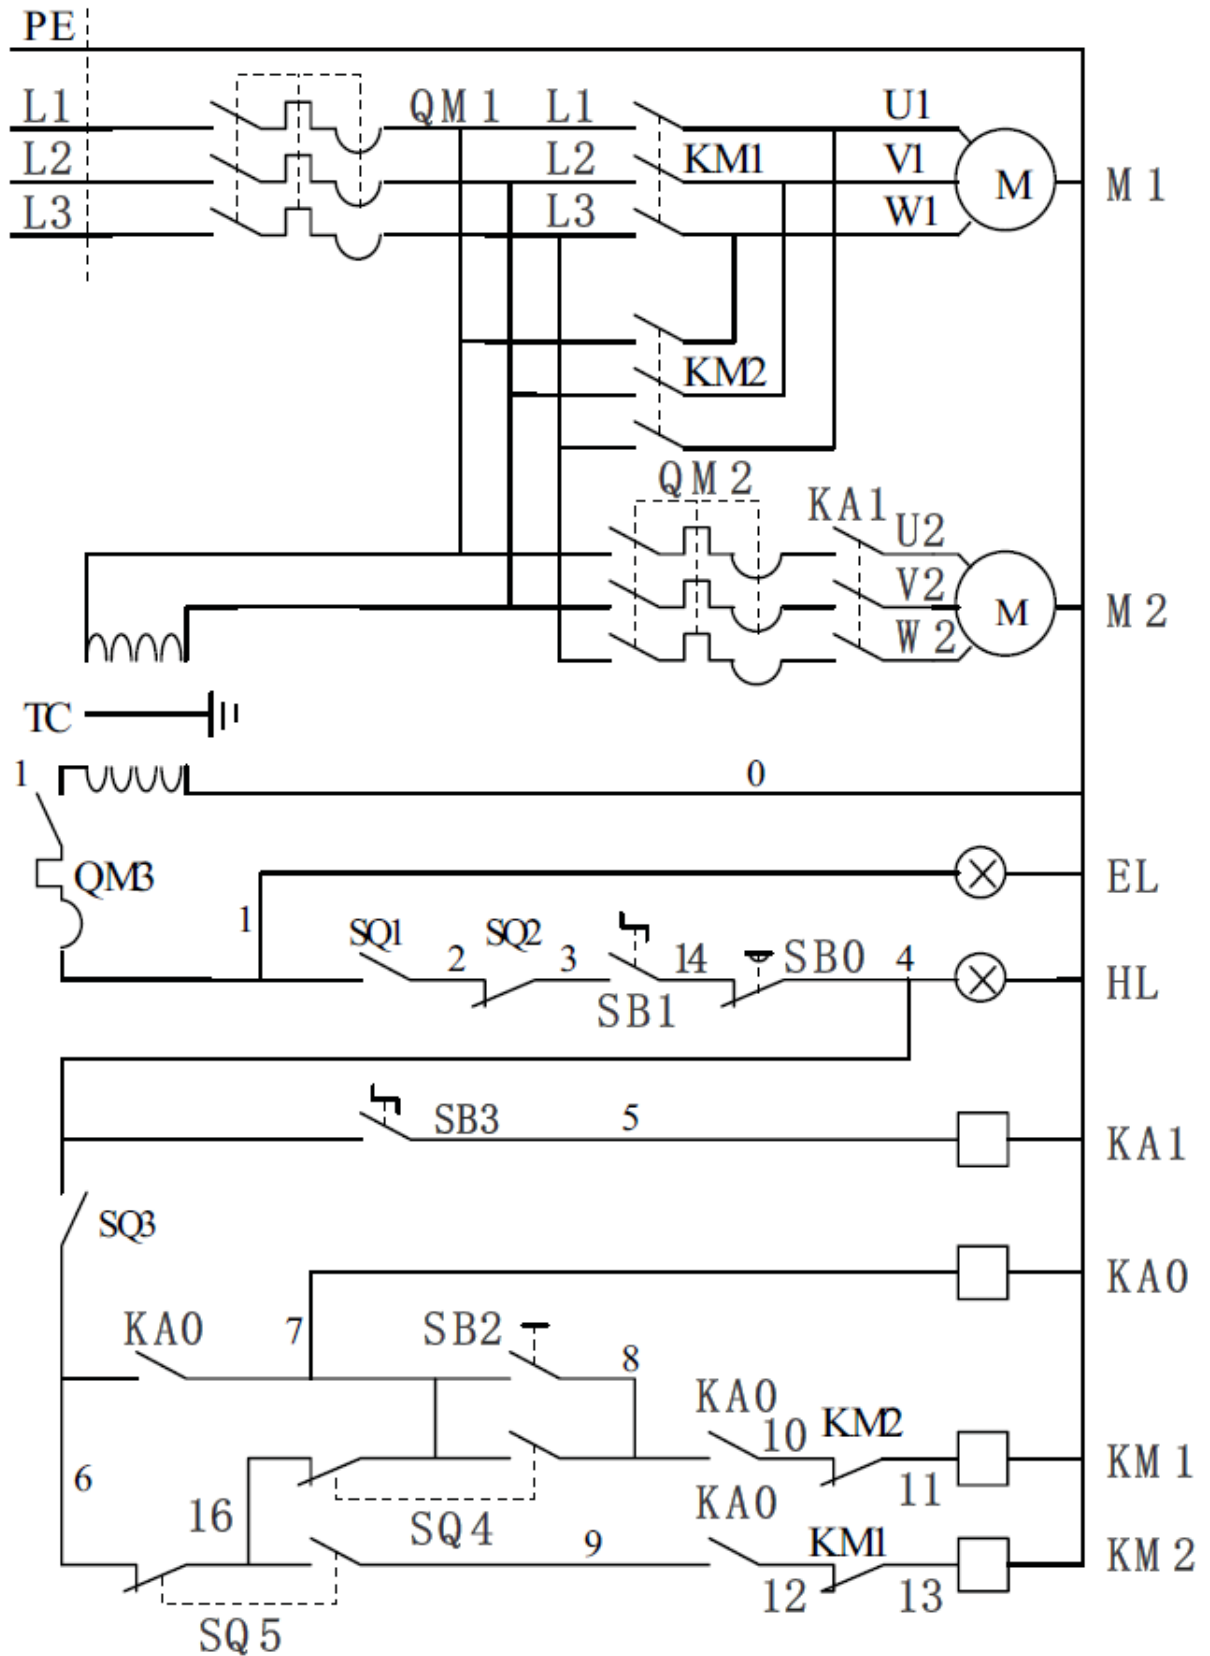 PE
L1 QM1 L1 U1
L2 L2 KM1 V1 M M1
L3 L3 W1
KM2
QM2
KA1 U2
V2
M M2
W2
TC
1 0
QM3 EL
1 SQ1 2 SQ2 3 14 SB0 4
SB1 HL
SB3 5 KA1
SQ3
KA0
KA0 7 SB2 8
KA0 10 KM2
6 11 KM1
16 SQ4 KA0
9 KM1 KM2
12 13
SQ5